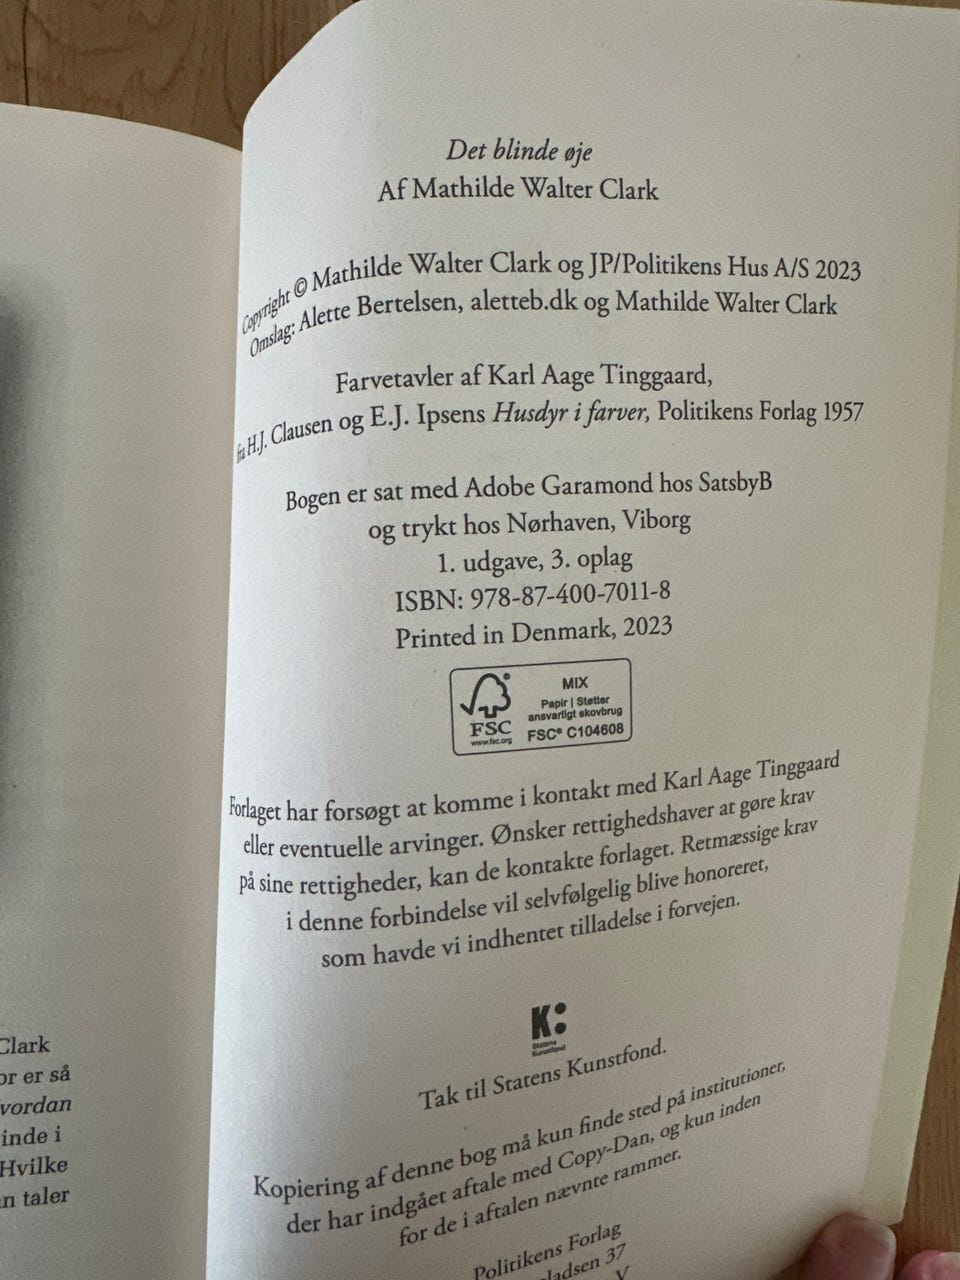 Clark
or er så
vordan
inde i
Hvilke
n taler
Det blinde øje
Af Mathilde Walter Clark
Copyright © Mathilde Walter Clark og JP/Politikens Hus A/S 2023
Omslag: Alette Bertelsen, aletteb.dk og Mathilde Walter Clark
Farvetavler af Karl Aage Tinggaard,
fra H.J. Clausen og E.J. Ipsens Husdyr i farver, Politikens Forlag 1957
Bogen er sat med Adobe Garamond hos SatsbyB
og trykt hos Nørhaven, Viborg
1. udgave, 3. oplag
ISBN: 978-87-400-7011-8
Printed in Denmark, 2023
FSC
www.fsc.org
MIX
Papir | Støtter
ansvarligt skovbrug
FSC® C104608
Forlaget har forsøgt at komme i kontakt med Karl Aage Tinggaard
eller eventuelle arvinger. Ønsker rettighedshaver at gøre krav
på sine rettigheder, kan de kontakte forlaget. Retmæssige krav
i denne forbindelse vil selvfølgelig blive honoreret,
som havde vi indhentet tilladelse i forvejen.
K:
Statens
Kunstfond
Tak til Statens Kunstfond.
Kopiering af denne bog må kun finde sted på institutioner,
der har indgået aftale med Copy-Dan, og kun inden
for de i aftalen nævnte rammer.
Politikens Forlag
ladsen 37
V